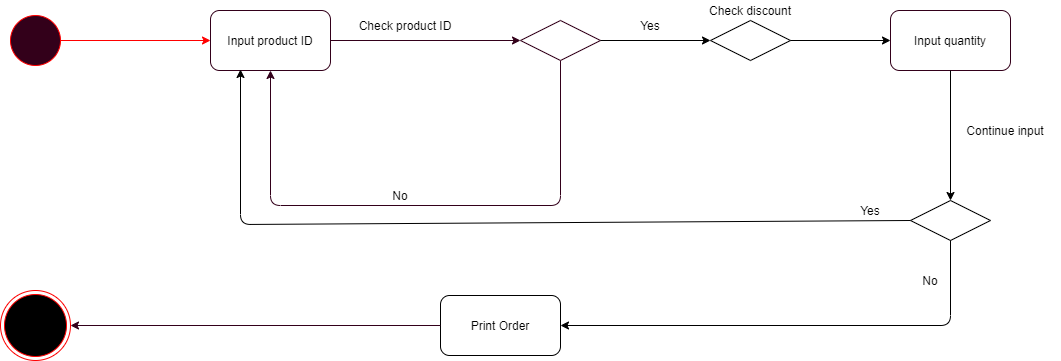 Check discount
Input product ID
Check product ID
Yes
Input quantity
Continue input
No
Yes
No
Print Order